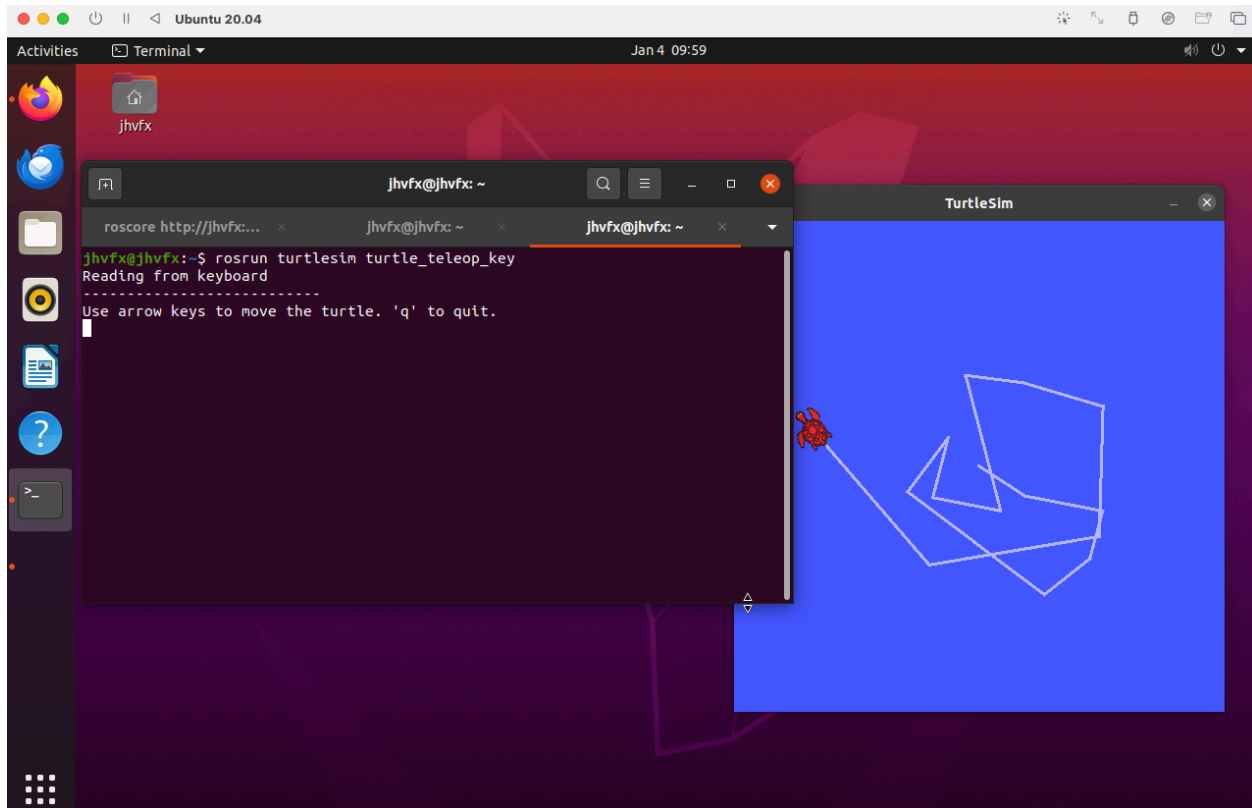 Ubuntu 20.04
Activities
Terminal
Jan 4 09:59
jhvfx
jhvfx@jhvfx: ~
roscore http://jhvfx:...
jhvfx@jhvfx: ~
jhvfx@jhvfx: ~
jhvfx@jhvfx:~$ rosrun turtlesim turtle_teleop_key
Reading from keyboard
---------------------------
Use arrow keys to move the turtle. 'q' to quit.
TurtleSim